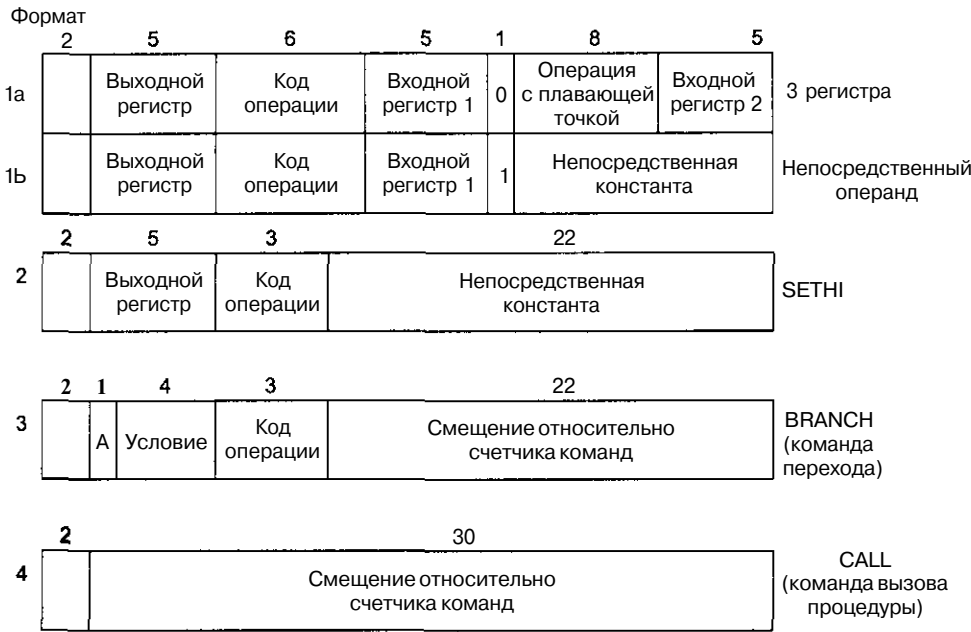 Формат
2 5 6 5 1 8 5
1а Выходной регистр Код операции Входной регистр 1 0 Операция с плавающей точкой Входной регистр 2 3 регистра
1Ь Выходной регистр Код операции Входной регистр 1 1 Непосредственная константа Непосредственный операнд
2 5 3 22
2 Выходной регистр Код операции Непосредственная константа SETHI
2 1 4 3 22
3 А Условие Код операции Смещение относительно счетчика команд BRANCH (команда перехода)
2 30
4 Смещение относительно счетчика команд CALL (команда вызова процедуры)